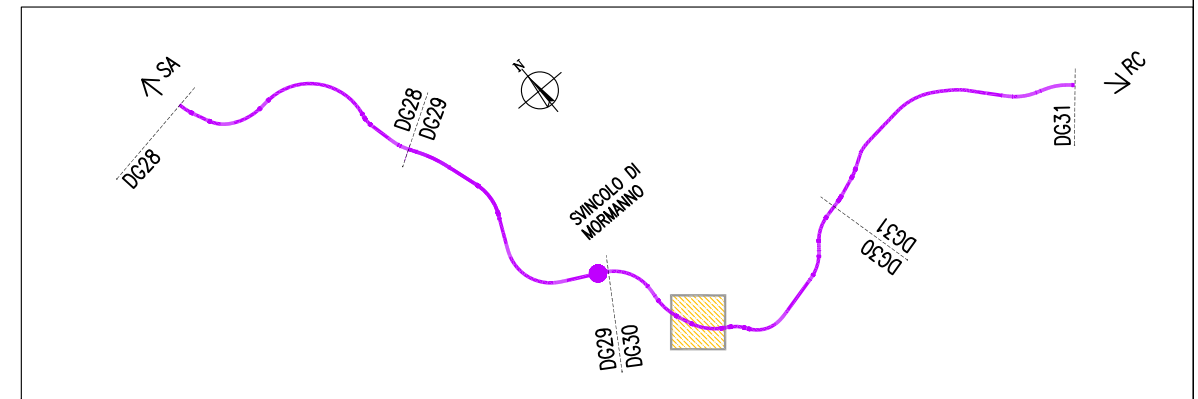 SA
DG28
DG28
DG29
N
SVINCOLO DI
MORMANNO
DG29
DG30
DG31
DG30
RC
DG31